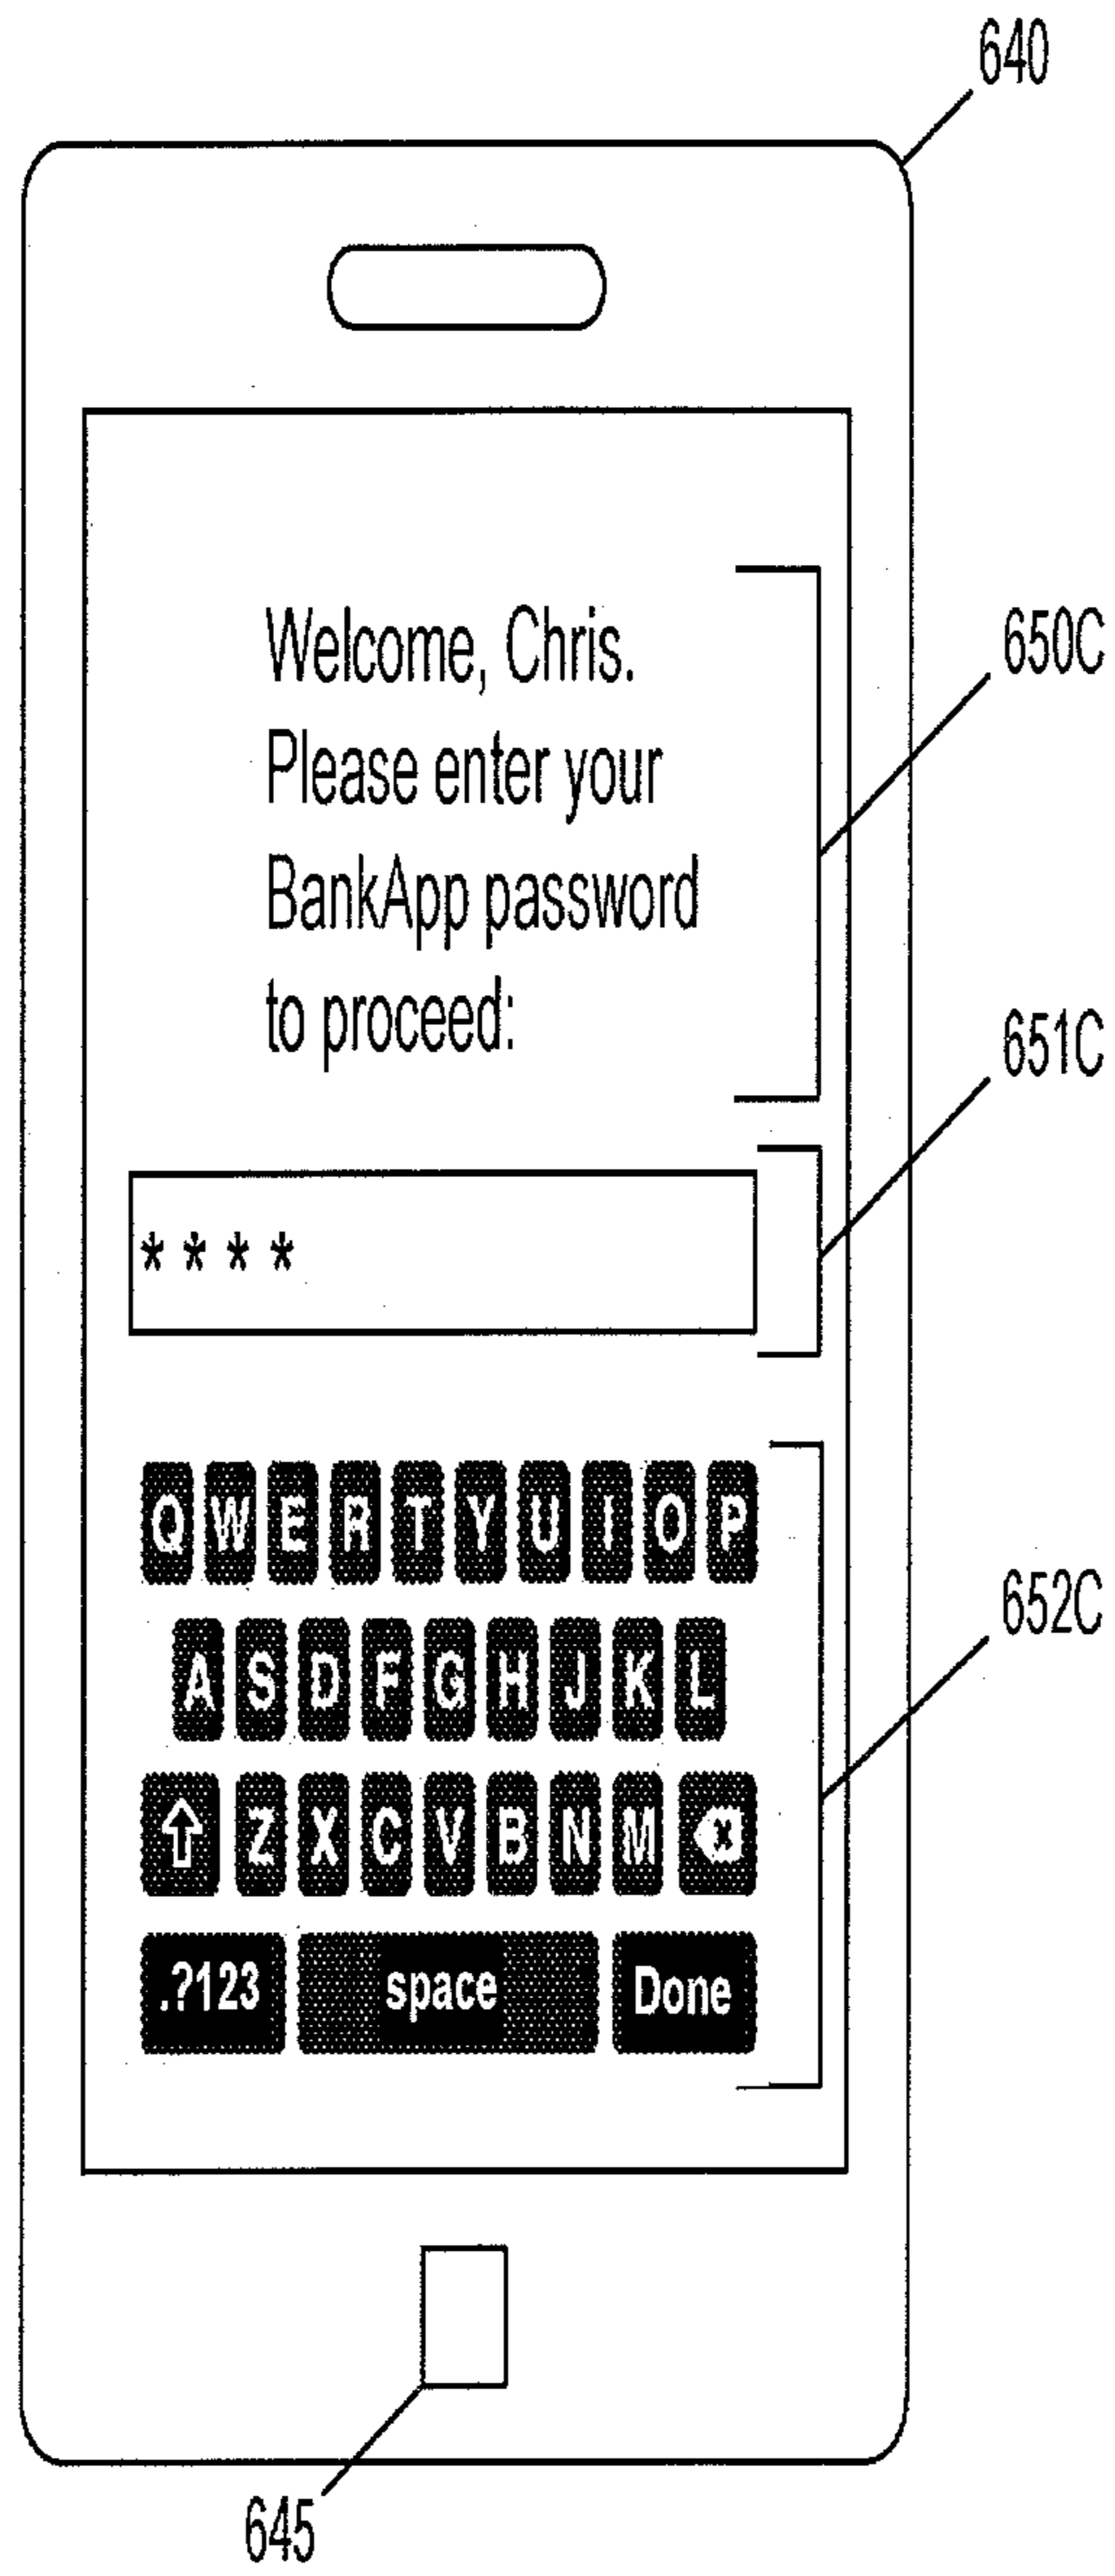 640
Welcome, Chris.
650C
Please enter your
BankApp password
to proceed:
651C
* * * *
Q W E R T Y U I O P
652C
A S D F G H J K L
Z X C V B N M
.?123 space Done
645